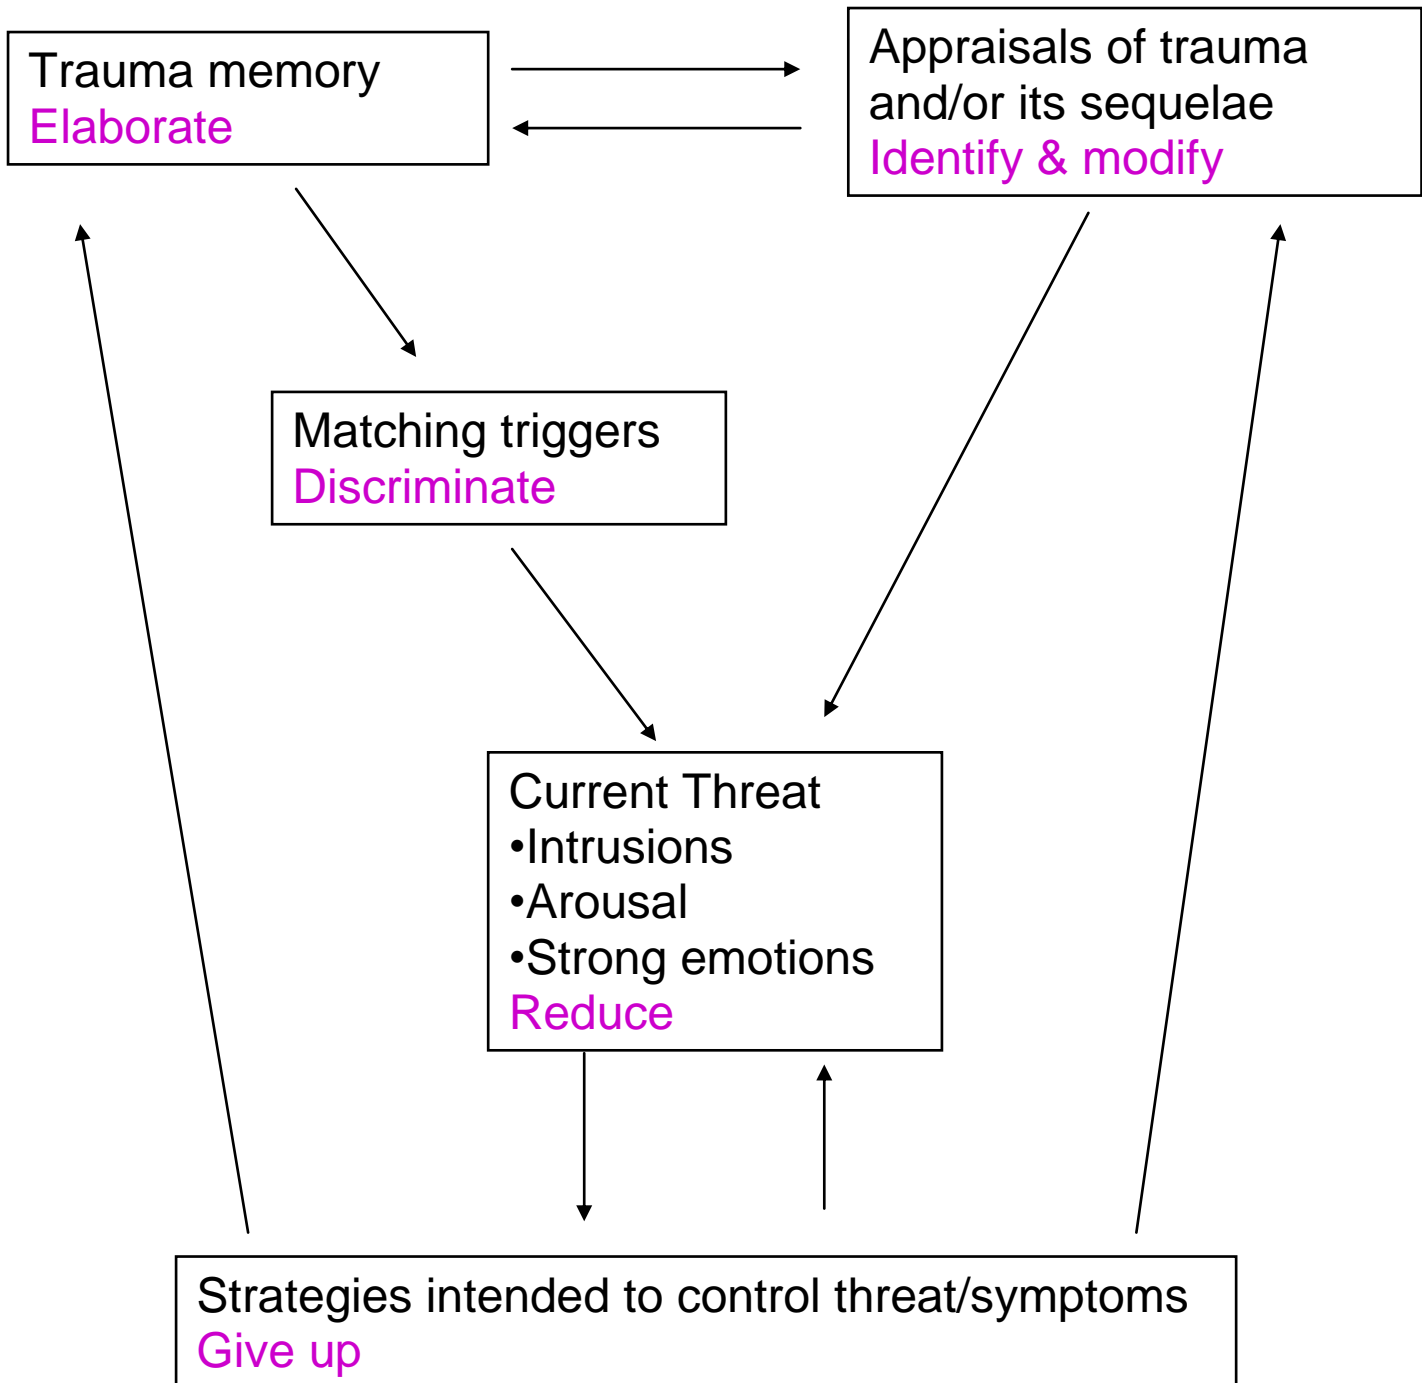 Trauma memory
Elaborate
Appraisals of trauma
and/or its sequelae
Identify & modify
Matching triggers
Discriminate
Current Threat
•Intrusions
•Arousal
•Strong emotions
Reduce
Strategies intended to control threat/symptoms
Give up